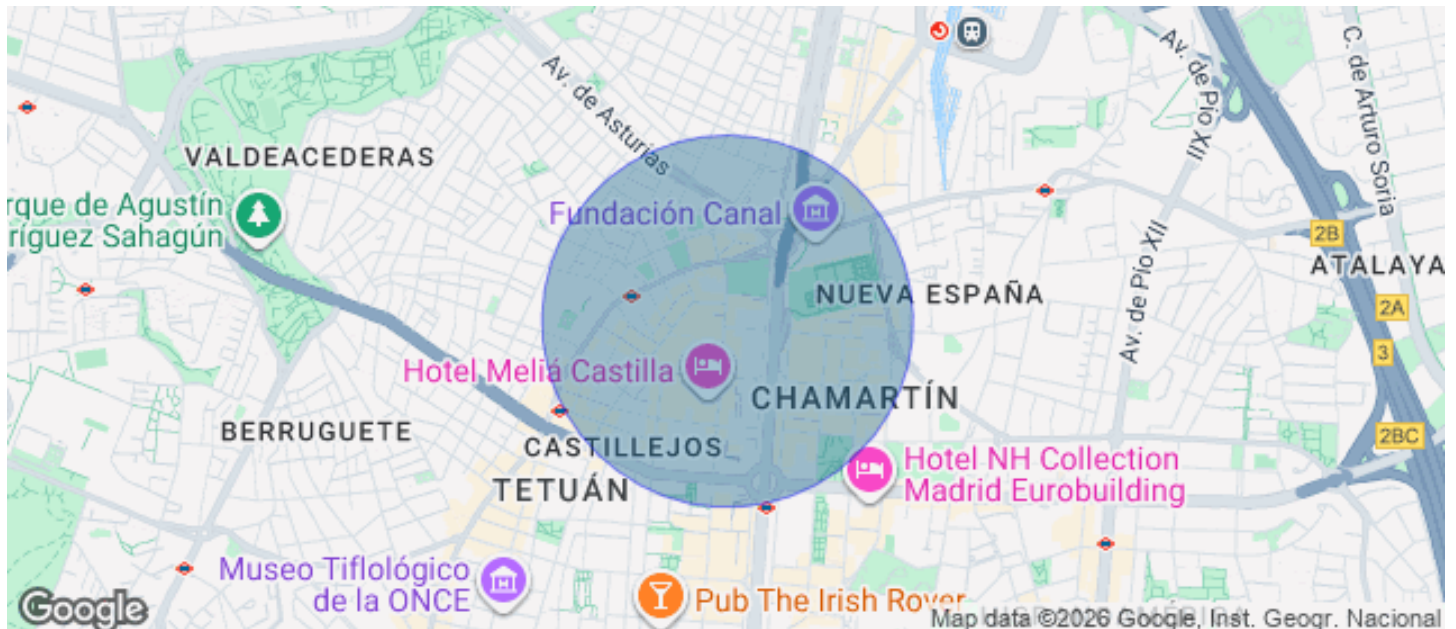 Av. de Asturias
Av. de Pío XII
C. de Arturo Soria
VALDEACEDERAS
rque de Agustín
ríguez Sahagún
Fundación Canal
2B
ATALAYA
NUEVA ESPAÑA
2A
Av. de Pío XII
3
Hotel Meliá Castilla
CHAMARTÍN
BERRUGUETE
CASTILLEJOS
2BC
TETUÁN
Hotel NH Collection
Madrid Eurobuilding
Museo Tiflológico
de la ONCE
Pub The Irish Rover
Google
Map data ©2026 Google, Inst. Geogr. Nacional